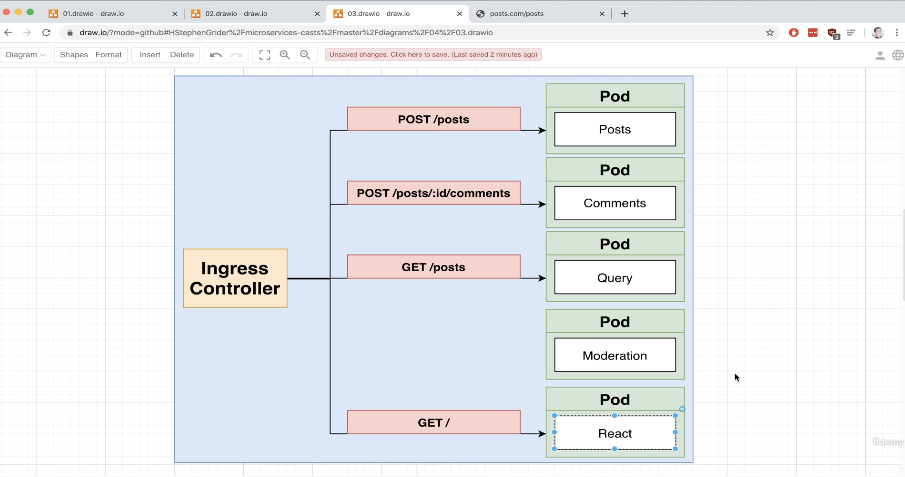 01.drawio - draw.io
02.drawio - draw.io
03.drawio - draw.io
posts.com/posts
draw.io/?mode=github#HStephenGrider%2Fmicroservices-casts%2Fmaster%2Fdiagrams%2F04%2F03.drawio
3
Diagram
Shapes
Format
Insert
Delete
Unsaved changes. Click here to save. (Last saved 2 minutes ago)
Pod
POST /posts
Posts
Pod
POST /posts/:id/comments
Comments
Pod
Ingress
Controller
GET /posts
Query
Pod
Moderation
Pod
GET /
React
Udemy